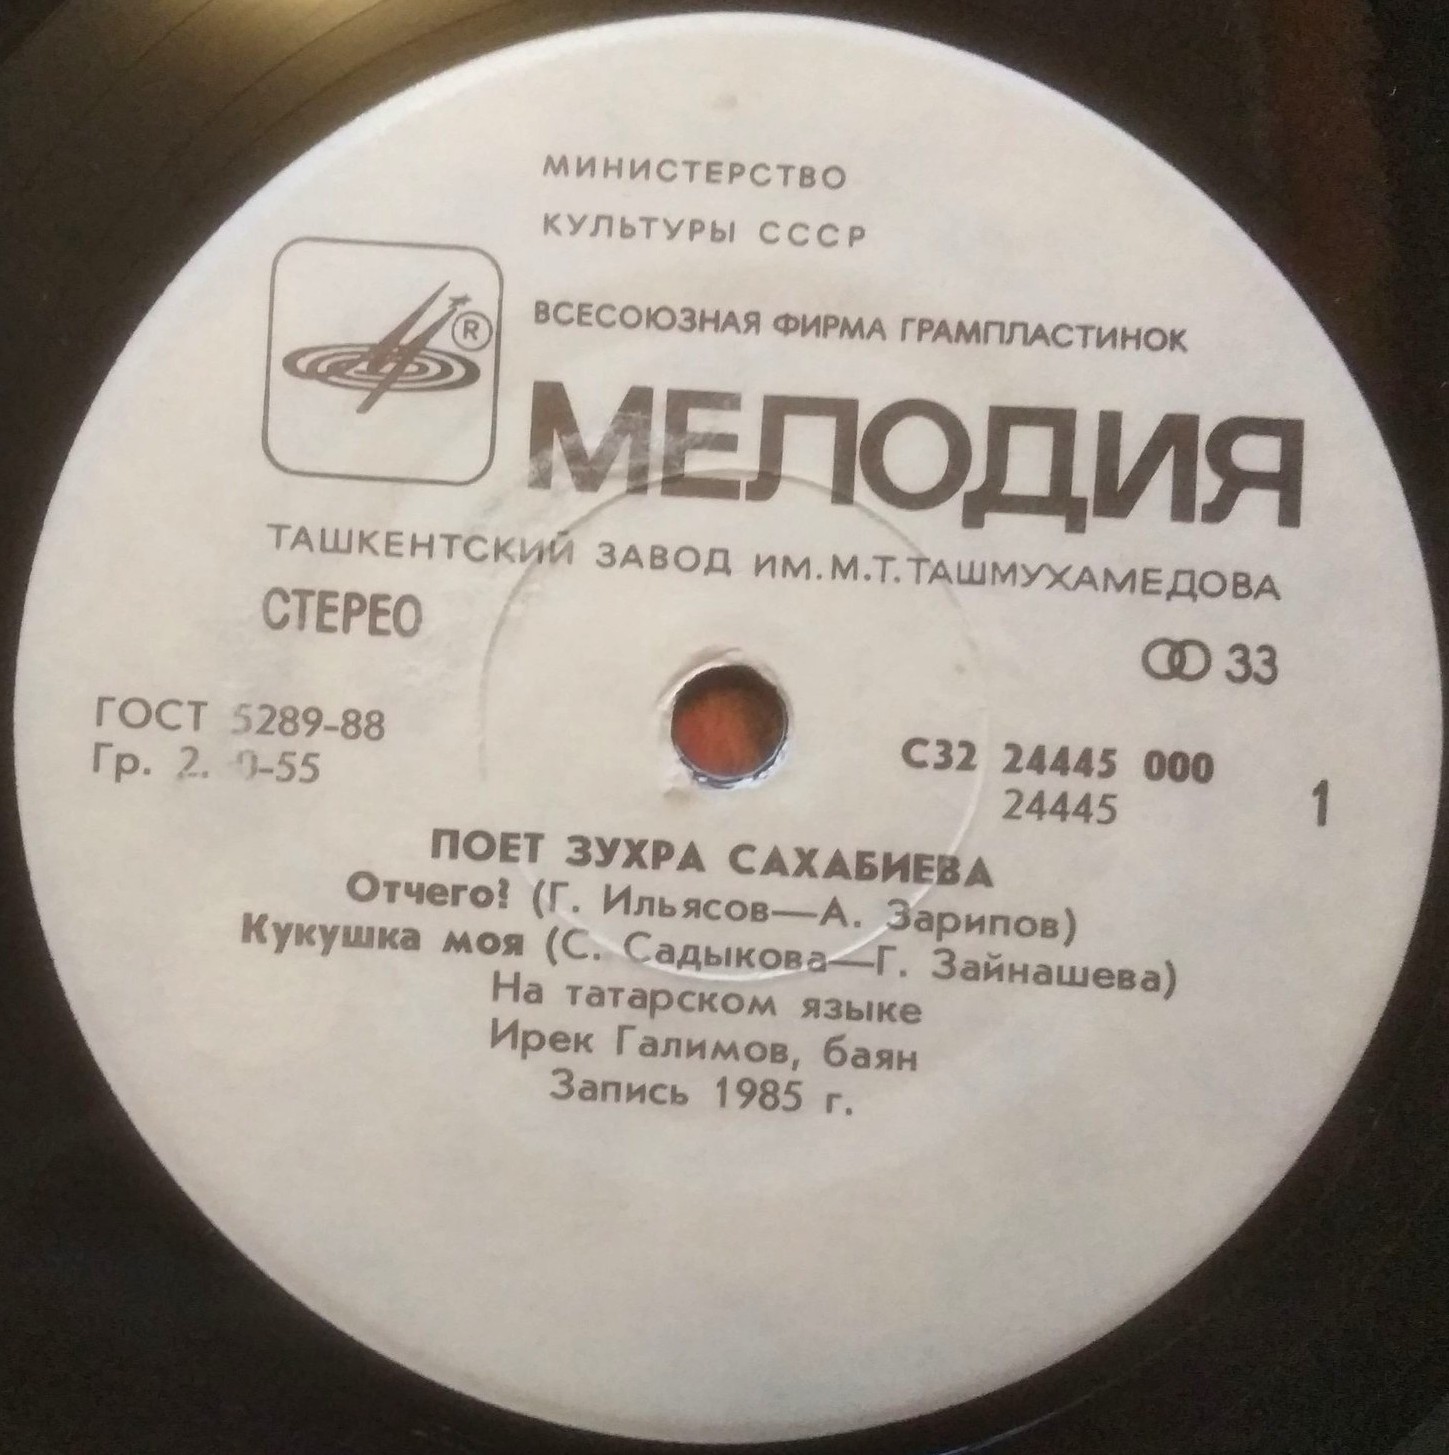 МИНИСТЕРСТВО
КУЛЬТУРЫ СССР
ВСЕСОЮЗНАЯ ФИРМА ГРАМПЛАСТИНОК
®
МЕЛОДИЯ
ТАШКЕНТСКИЙ ЗАВОД ИМ. М. Т. ТАШМУХАМЕДОВА
СТЕРЕО
33
ГОСТ 5289-88
Гр. 2.
С32 24445 000
24445
1
ПОЕТ ЗУХРА САХАБИЕВА
Отчего? (Г. Ильясов—А. Зарипов)
Кукушка моя (С. Садыкова—Г. Зайнашева)
На татарском языке
Ирек Галимов, баян
Запись 1985 г.